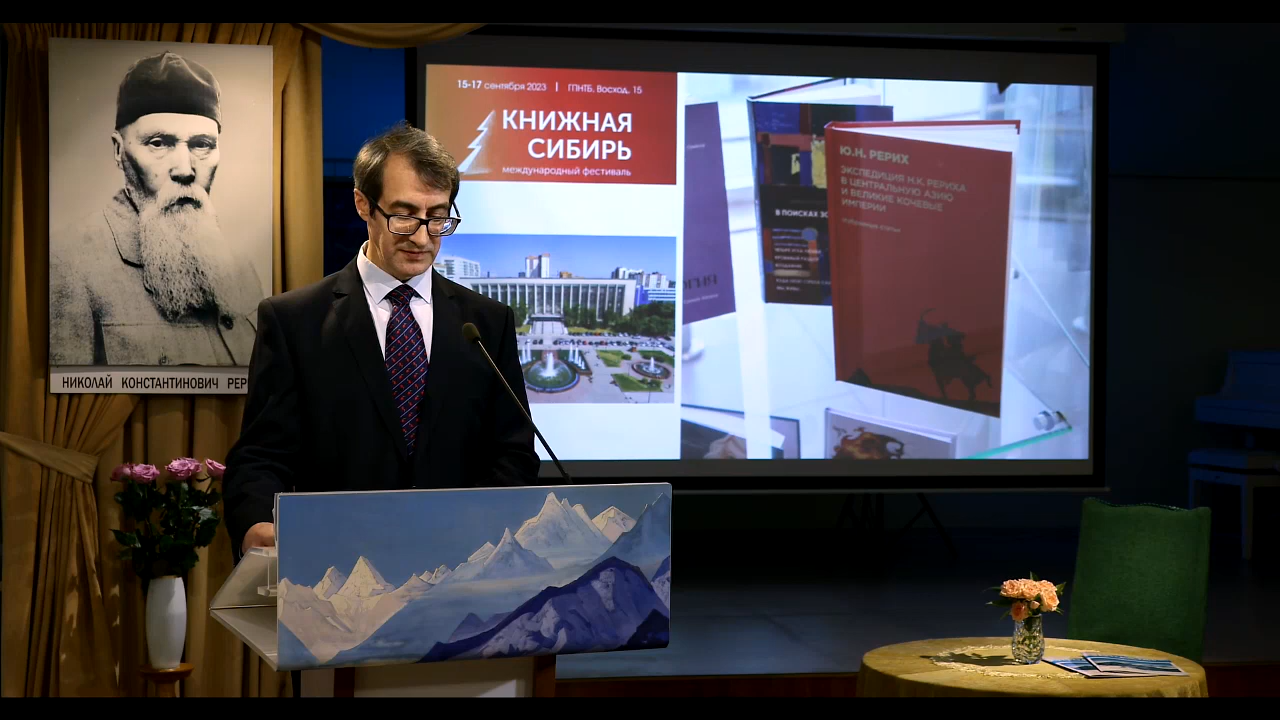 НИКОЛАЙ КОНСТАНТИНОВИЧ РЕР
15-17 сентября 2023 | ГПНТБ, Восход, 15
КНИЖНАЯ
СИБИРЬ
международный фестиваль
В ПОИСКАХ
Ю.Н. РЕРИХ
ЭКСПЕДИЦИЯ Н.К. РЕРИХА
В ЦЕНТРАЛЬНУЮ АЗИЮ
И ВЕЛИКИЕ КОЧЕВЫЕ
ИМПЕРИИ